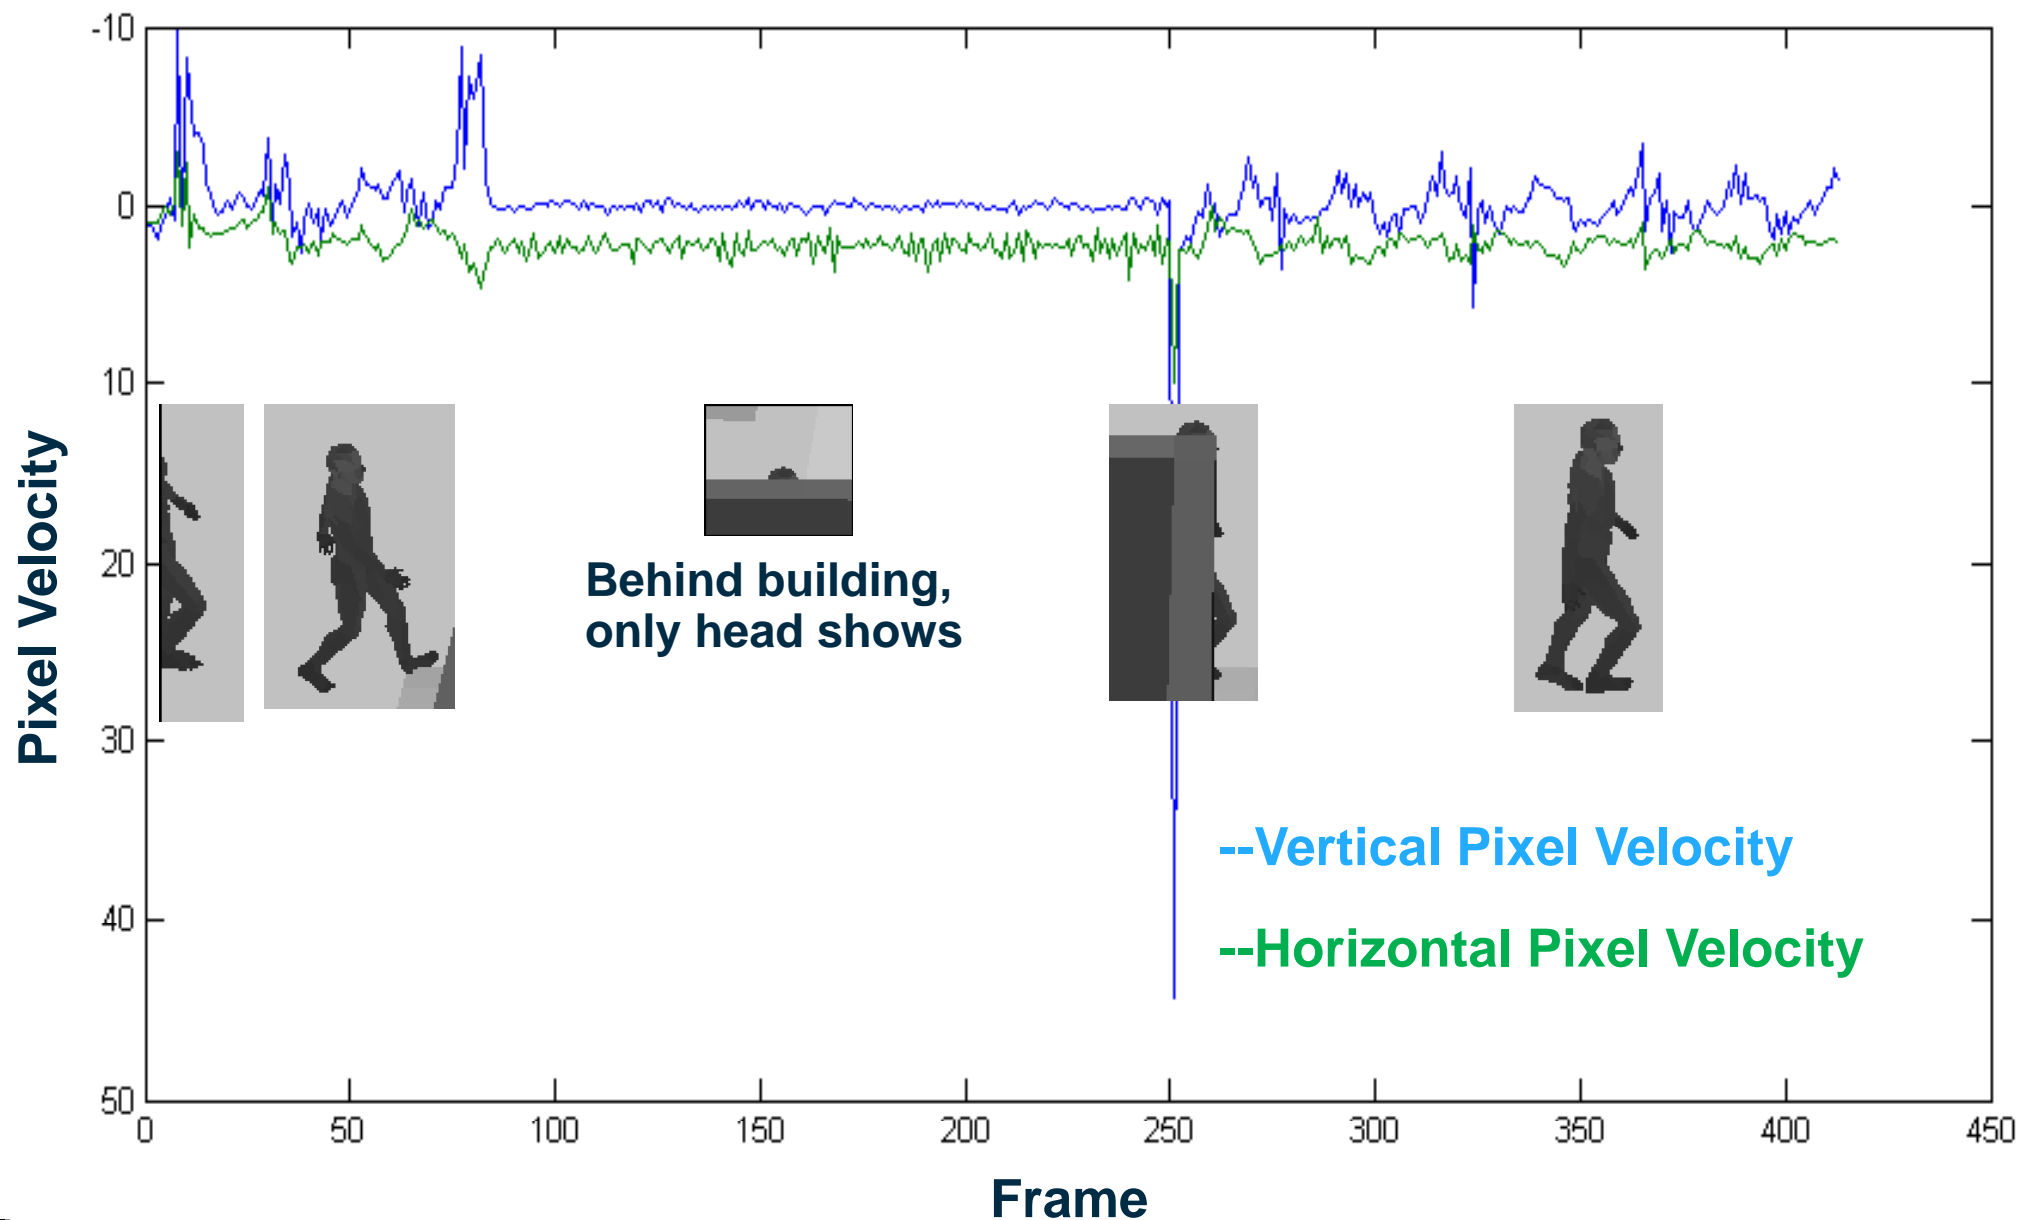 -10
0
10
20
30
40
50
Pixel Velocity
Behind building,
only head shows
--Vertical Pixel Velocity
--Horizontal Pixel Velocity
0 50 100 150 200 250 300 350 400 450
Frame